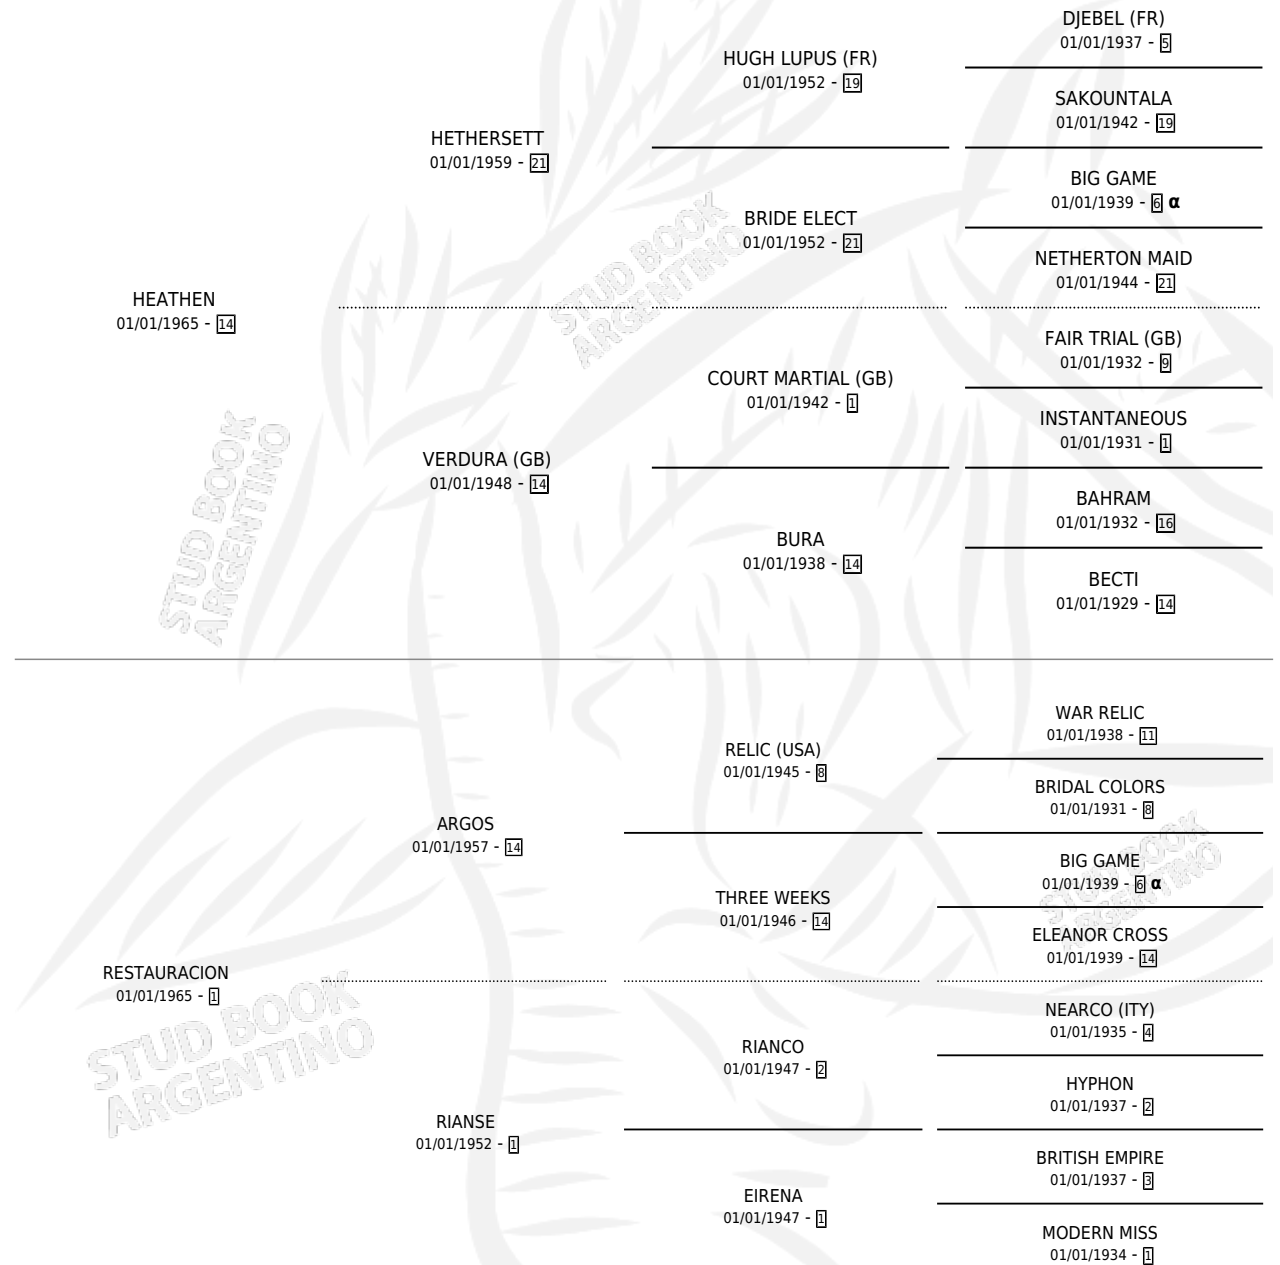 DJEBEL (FR)
01/01/1937 - 5
HUGH LUPUS (FR)
01/01/1952 - 19
SAKOUNTALA
01/01/1942 - 19
HETHERSETT
01/01/1959 - 21
BIG GAME
01/01/1939 - 6 α
BRIDE ELECT
01/01/1952 - 21
NETHERTON MAID
01/01/1944 - 21
HEATHEN
01/01/1965 - 14
FAIR TRIAL (GB)
01/01/1932 - 9
COURT MARTIAL (GB)
01/01/1942 - 1
INSTANTANEOUS
01/01/1931 - 1
VERDURA (GB)
01/01/1948 - 14
BAHRAM
01/01/1932 - 16
BURA
01/01/1938 - 14
BECTI
01/01/1929 - 14
WAR RELIC
01/01/1938 - 11
RELIC (USA)
01/01/1945 - 8
BRIDAL COLORS
01/01/1931 - 8
ARGOS
01/01/1957 - 14
BIG GAME
01/01/1939 - 6 α
THREE WEEKS
01/01/1946 - 14
ELEANOR CROSS
01/01/1939 - 14
RESTAURACION
01/01/1965 - 1
NEARCO (ITY)
01/01/1935 - 4
RIANCO
01/01/1947 - 2
HYPHON
01/01/1937 - 2
RIANSE
01/01/1952 - 1
BRITISH EMPIRE
01/01/1937 - 3
EIRENA
01/01/1947 - 1
MODERN MISS
01/01/1934 - 1
STUD BOOK
ARGENTINO
STUD BOOK
ARGENTINO
STUD BOOK
ARGENTINO
STUD BOOK
ARGENTINO